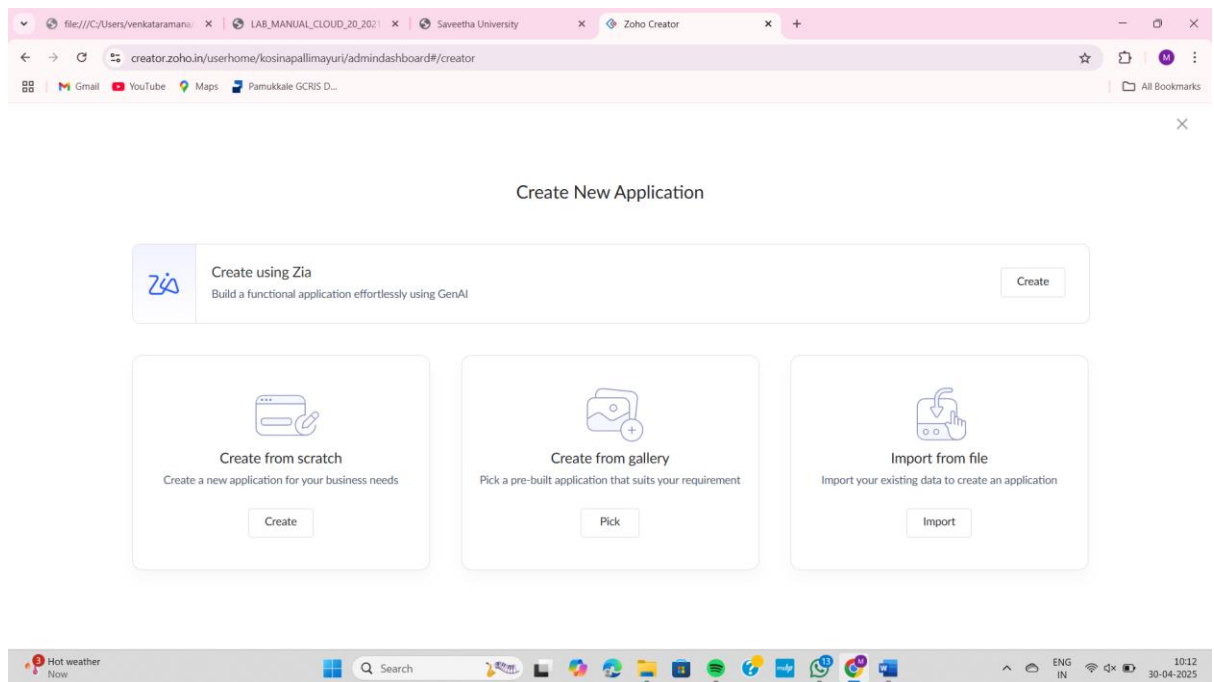 file:///C:/Users/venkataramana/
LAB_MANUAL_CLOUD_20_2021
Saveetha University
Zoho Creator
creator.zoho.in/userhome/kosinapallimayuri/admindashboard#/creator
M
Gmail
YouTube
Maps
Pamukkale GCRIS D...
All Bookmarks
Create New Application
Zia
Create using Zia
Build a functional application effortlessly using GenAI
Create
Create from scratch
Create a new application for your business needs
Create
Create from gallery
Pick a pre-built application that suits your requirement
Pick
Import from file
Import your existing data to create an application
Import
3
Hot weather
Now
Search
13
M
ENG
IN
10:12
30-04-2025